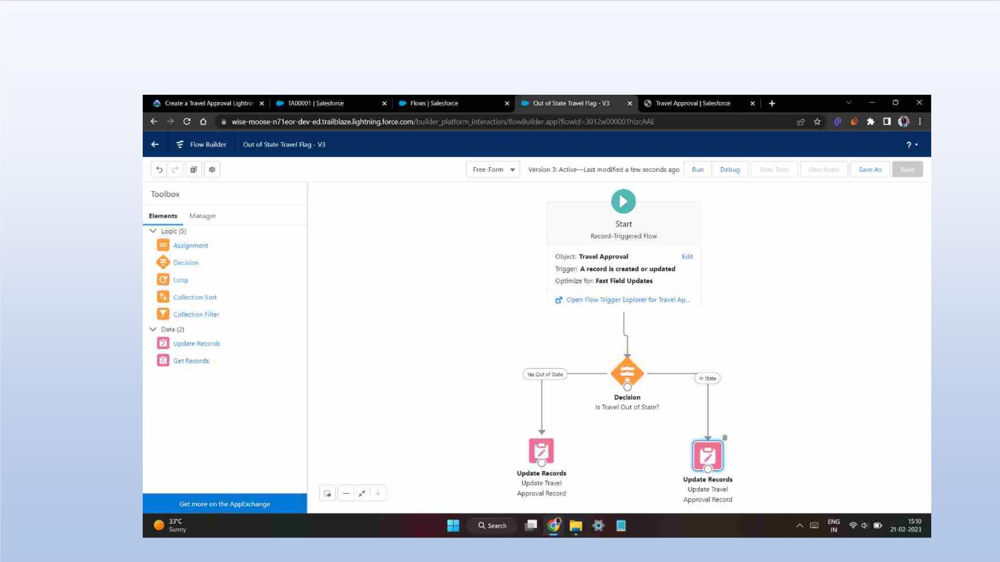 Create a Travel Approval Lightnin
TA00001 | Salesforce
Flows | Salesforce
Out of State Travel Flag - V3
Travel Approval | Salesforce
wise-moose-n71eor-dev-ed.trailblaze.lightning.force.com/builder_platform_interaction/flowBuilder.app?flowId=3012w000001hIzcAAE
Flow Builder
Out of State Travel Flag - V3
?
Free-Form
Version 3: Active—Last modified a few seconds ago
Run
Debug
View Tests
Deactivate
Save As
Save
Toolbox
Elements
Manager
Logic (5)
Assignment
Decision
Loop
Collection Sort
Collection Filter
Data (2)
Update Records
Get Records
Get more on the AppExchange
Start
Record-Triggered Flow
Object: Travel Approval
Edit
Trigger: A record is created or updated
Optimize for: Fast Field Updates
Open Flow Trigger Explorer for Travel Ap...
Yes Out of State
In State
Decision
Is Travel Out of State?
Update Records
Update Travel
Approval Record
Update Records
Update Travel
Approval Record
33°C
Sunny
Search
ENG
IN
15:10
21-02-2023